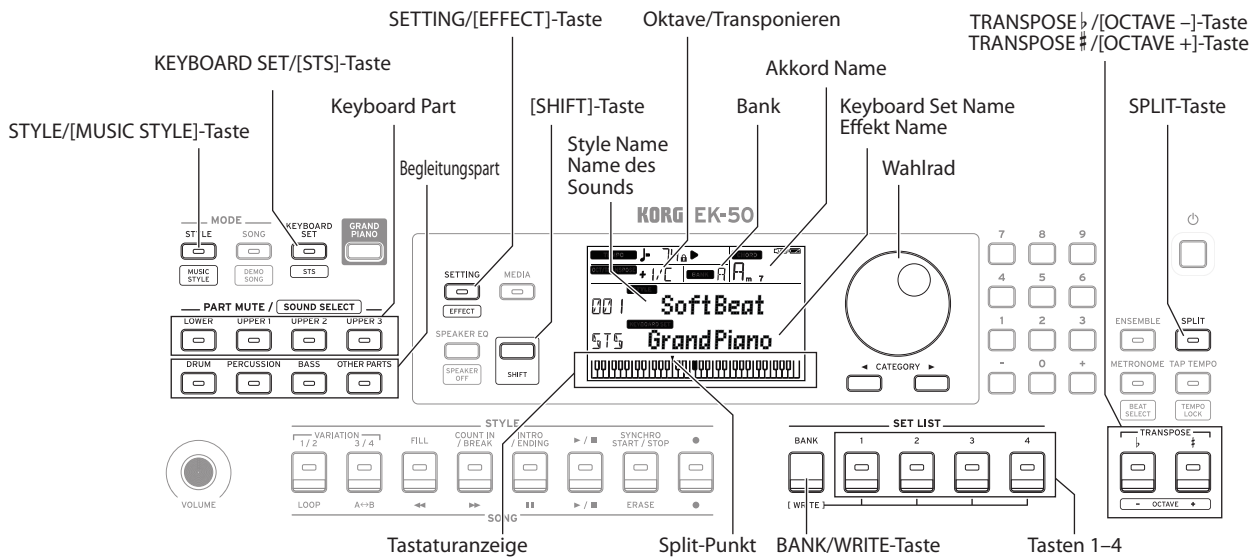 SETTING/[EFFECT]-Taste
Oktave/Transponieren
TRANSPOSE♭/[OCTAVE –]-Taste
TRANSPOSE♯/[OCTAVE +]-Taste
KEYBOARD SET/[STS]-Taste
Akkord Name
Keyboard Part
[SHIFT]-Taste
Bank
Keyboard Set Name
Effekt Name
SPLIT-Taste
STYLE/[MUSIC STYLE]-Taste
Begleitungspart
Style Name
Name des
Sounds
Wahlrad
KORG EK-50
MODE
STYLE
SONG
KEYBOARD
SET
GRAND
PIANO
MUSIC
STYLE
DEMO
SONG
STS
PART MUTE / SOUND SELECT
LOWER
UPPER 1
UPPER 2
UPPER 3
DRUM
PERCUSSION
BASS
OTHER PARTS
SETTING
MEDIA
EFFECT
SPEAKER EQ
SPEAKER
OFF
SHIFT
+1/C
BANK A
Am7
001 SoftBeat
STS GrandPiano
◄ CATEGORY ►
7 8 9
4 5 6
1 2 3
- 0 +
ENSEMBLE
SPLIT
METRONOME
TAP TEMPO
BEAT
SELECT
TEMPO
LOCK
TRANSPOSE
♭ ♯
- OCTAVE +
VOLUME
STYLE
VARIATION
1 / 2
3 / 4
FILL
COUNT IN
/ BREAK
INTRO
/ ENDING
►/■
SYNCHRO
START / STOP
●
LOOP
A↔B
◄◄
►►
▮▮
►/■
ERASE
●
SONG
SET LIST
BANK
1 2 3 4
[ WRITE ]
Tastaturanzeige
Split-Punkt
BANK/WRITE-Taste
Tasten 1–4